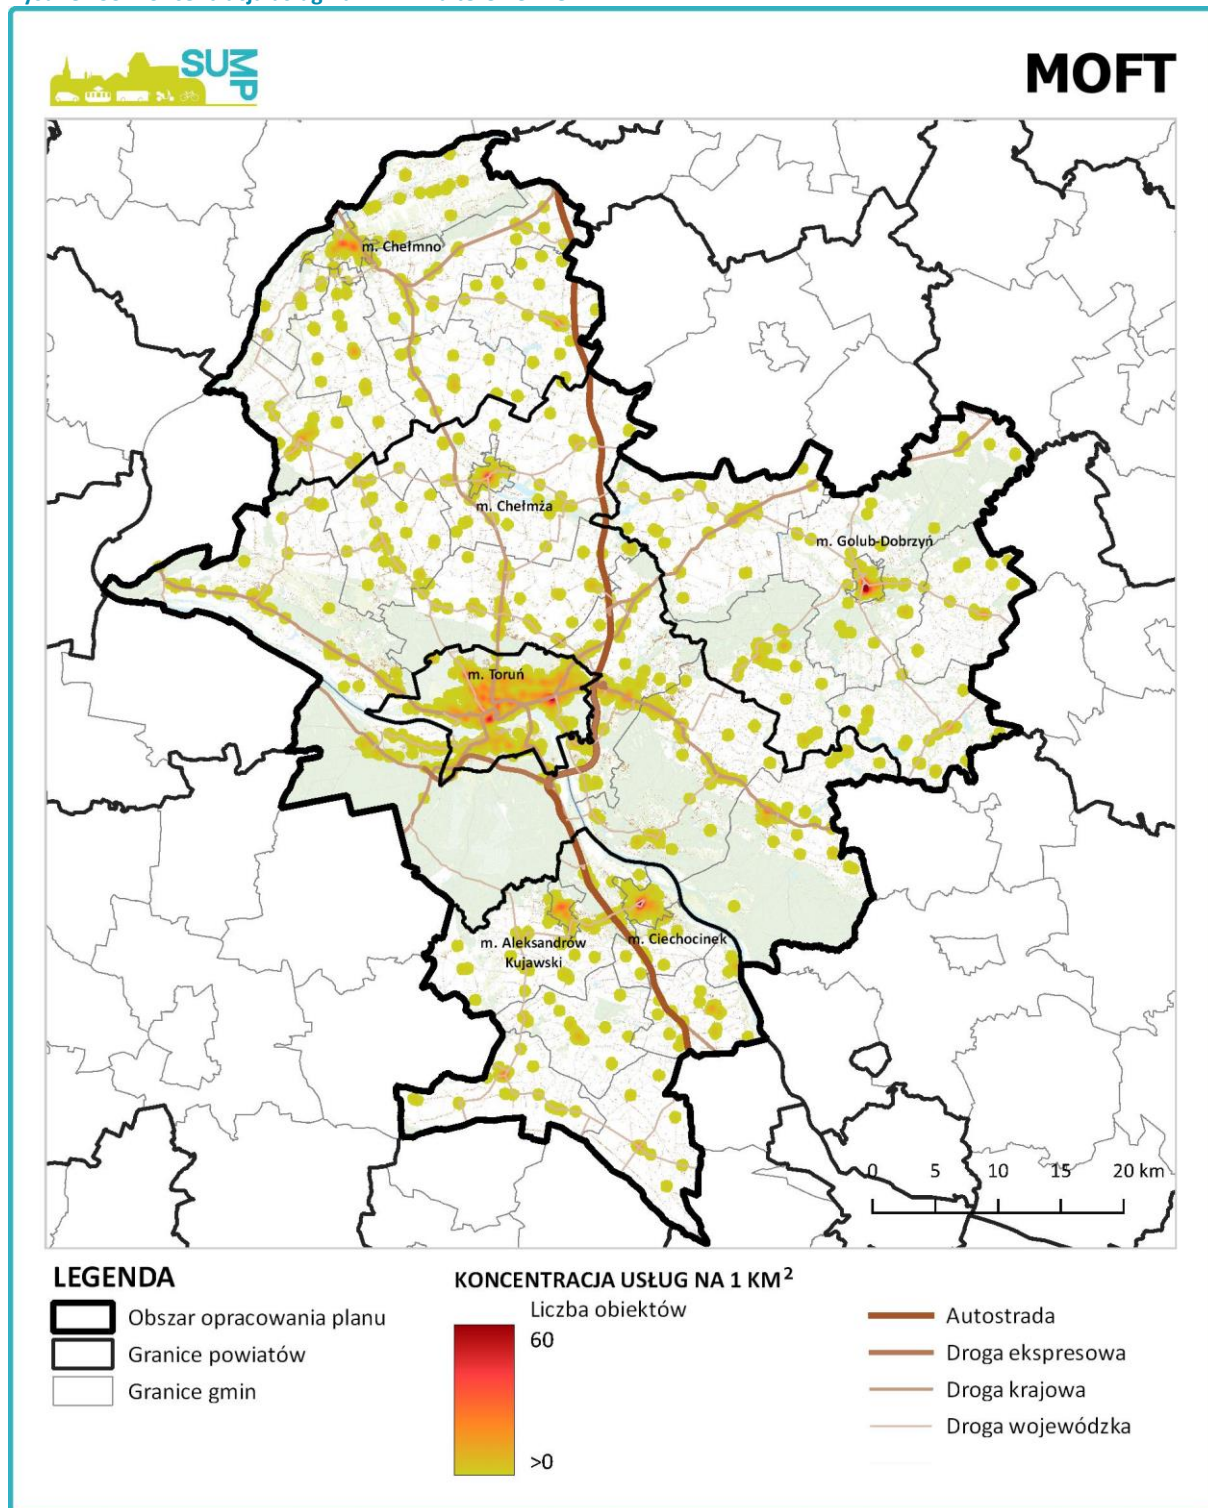 SUMP
MOFT
m. Chełmno
m. Chełmża
m. Golub-Dobrzyń
m. Toruń
m. Aleksandrów
Kujawski
m. Ciechocinek
0 5 10 15 20 km
LEGENDA
Obszar opracowania planu
Granice powiatów
Granice gmin
KONCENTRACJA USŁUG NA 1 KM²
Liczba obiektów
60
>0
Autostrada
Droga ekspresowa
Droga krajowa
Droga wojewódzka